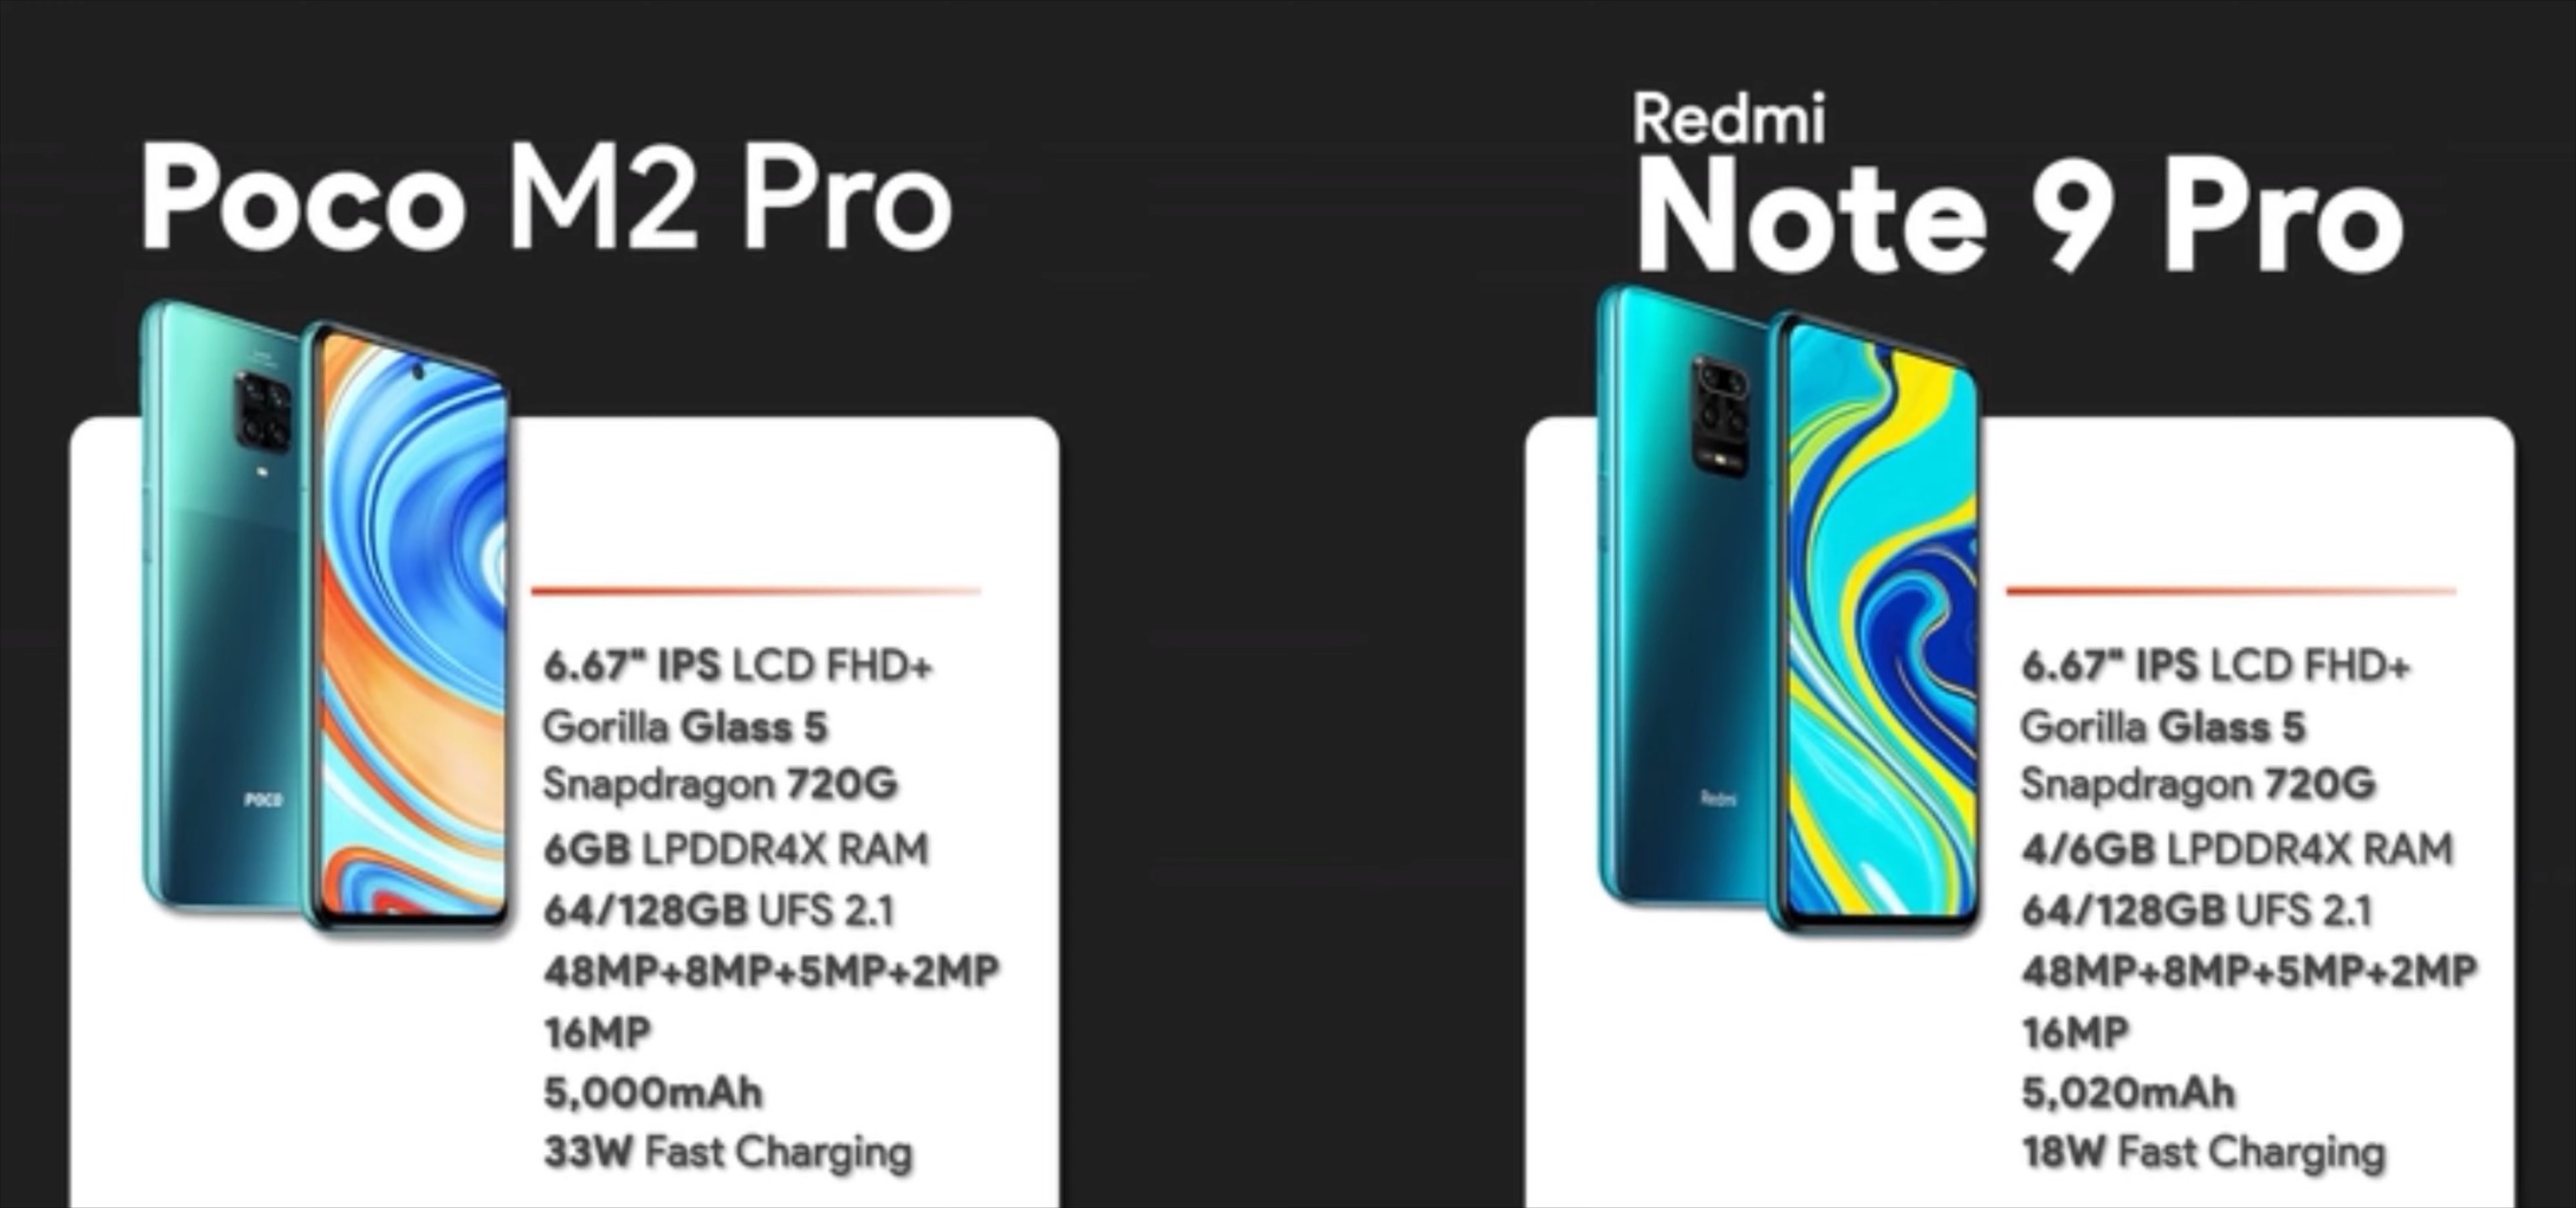 Poco M2 Pro
POCO
6.67" IPS LCD FHD+
Gorilla Glass 5
Snapdragon 720G
6GB LPDDR4X RAM
64/128GB UFS 2.1
48MP+8MP+5MP+2MP
16MP
5,000mAh
33W Fast Charging
Redmi
Note 9 Pro
Redmi
6.67" IPS LCD FHD+
Gorilla Glass 5
Snapdragon 720G
4/6GB LPDDR4X RAM
64/128GB UFS 2.1
48MP+8MP+5MP+2MP
16MP
5,020mAh
18W Fast Charging